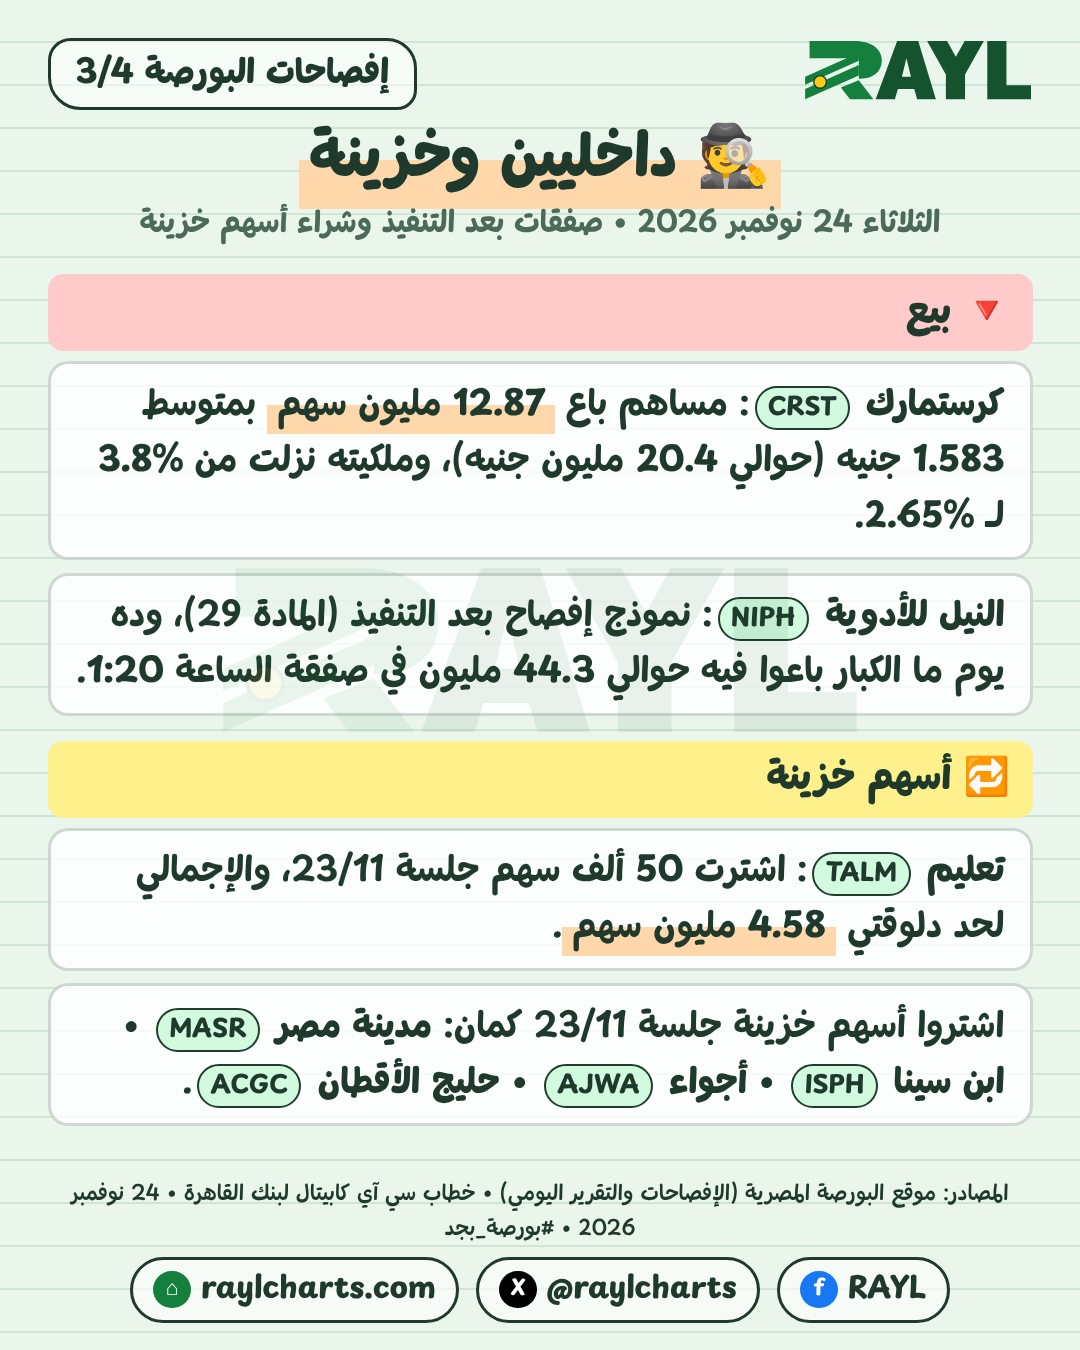 RAYL
إفصاحات البورصة 3/4
داخليين وخزينة
الثلاثاء 24 نوفمبر 2026 • صفقات بعد التنفيذ وشراء أسهم خزينة
بيع
كرستمارك CRST: مساهم باع 12.87 مليون سهم بمتوسط
1.583 جنيه (حوالي 20.4 مليون جنيه)، وملكيته نزلت من 3.8%
لـ 2.65%.
النيل للأدوية NIPH: نموذج إفصاح بعد التنفيذ (المادة 29)، وده
يوم ما الكبار باعوا فيه حوالي 44.3 مليون في صفقة الساعة 1:20.
أسهم خزينة
تعليم TALM: اشترت 50 ألف سهم جلسة 23/11، والإجمالي
لحد دلوقتي 4.58 مليون سهم.
اشتروا أسهم خزينة جلسة 23/11 كمان: مدينة مصر MASR •
ابن سينا ISPH • أجواء AJWA • حليج الأقطان ACGC.
المصادر: موقع البورصة المصرية (الإفصاحات والتقرير اليومي) • خطاب سي آي كابيتال لبنك القاهرة • 24 نوفمبر
2026 • #بورصة_بجد
raylcharts.com
X @raylcharts
f RAYL